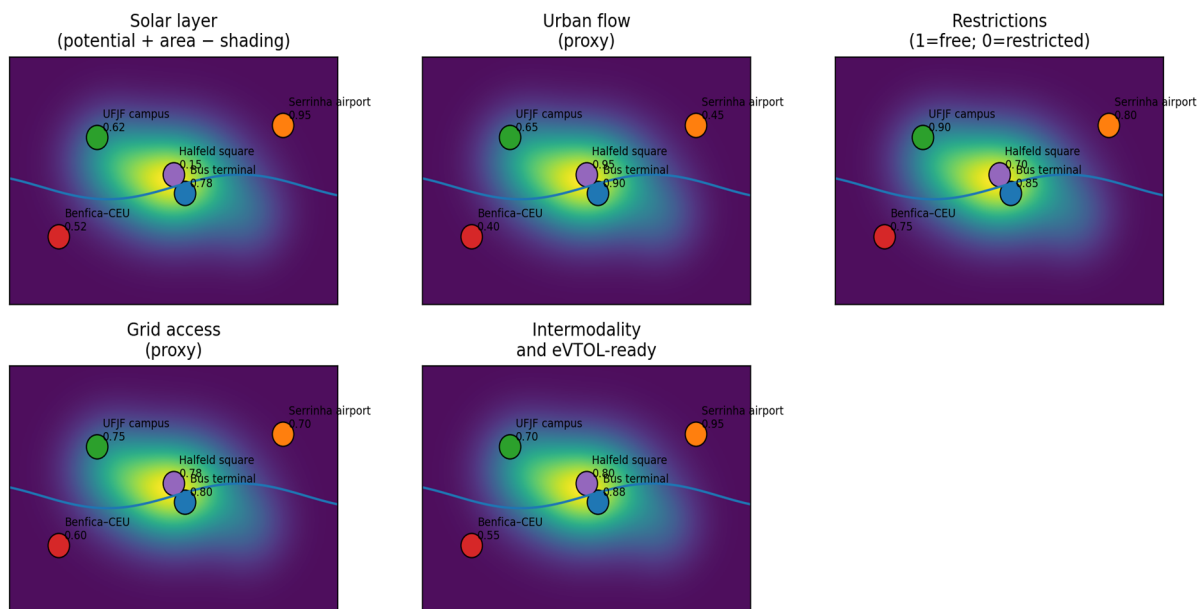 Solar layer
(potential + area − shading)
UFJF campus
0.62
Serrinha airport
0.95
Halfeld square
0.15
Bus terminal
0.78
Benfica–CEU
0.52
Urban flow
(proxy)
UFJF campus
0.65
Serrinha airport
0.45
Halfeld square
0.95
Bus terminal
0.90
Benfica–CEU
0.40
Restrictions
(1=free; 0=restricted)
UFJF campus
0.90
Serrinha airport
0.80
Halfeld square
0.70
Bus terminal
0.85
Benfica–CEU
0.75
Grid access
(proxy)
UFJF campus
0.75
Serrinha airport
0.70
Halfeld square
0.78
Bus terminal
0.80
Benfica–CEU
0.60
Intermodality
and eVTOL-ready
UFJF campus
0.70
Serrinha airport
0.95
Halfeld square
0.80
Bus terminal
0.88
Benfica–CEU
0.55